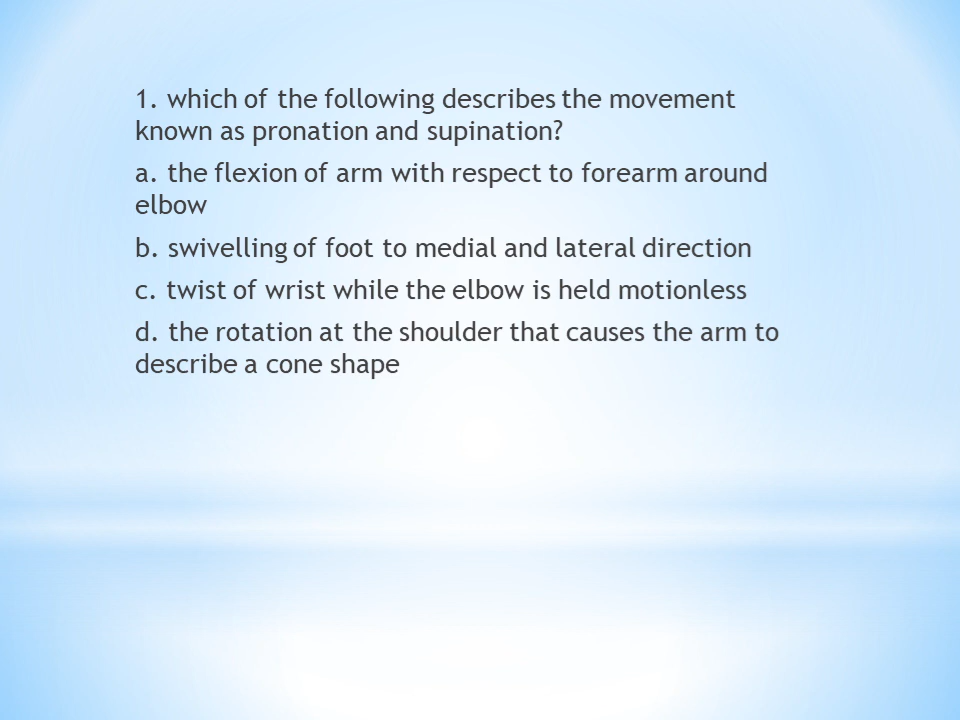 1. which of the following describes the movement
known as pronation and supination?
a. the flexion of arm with respect to forearm around
elbow
b. swivelling of foot to medial and lateral direction
c. twist of wrist while the elbow is held motionless
d. the rotation at the shoulder that causes the arm to
describe a cone shape